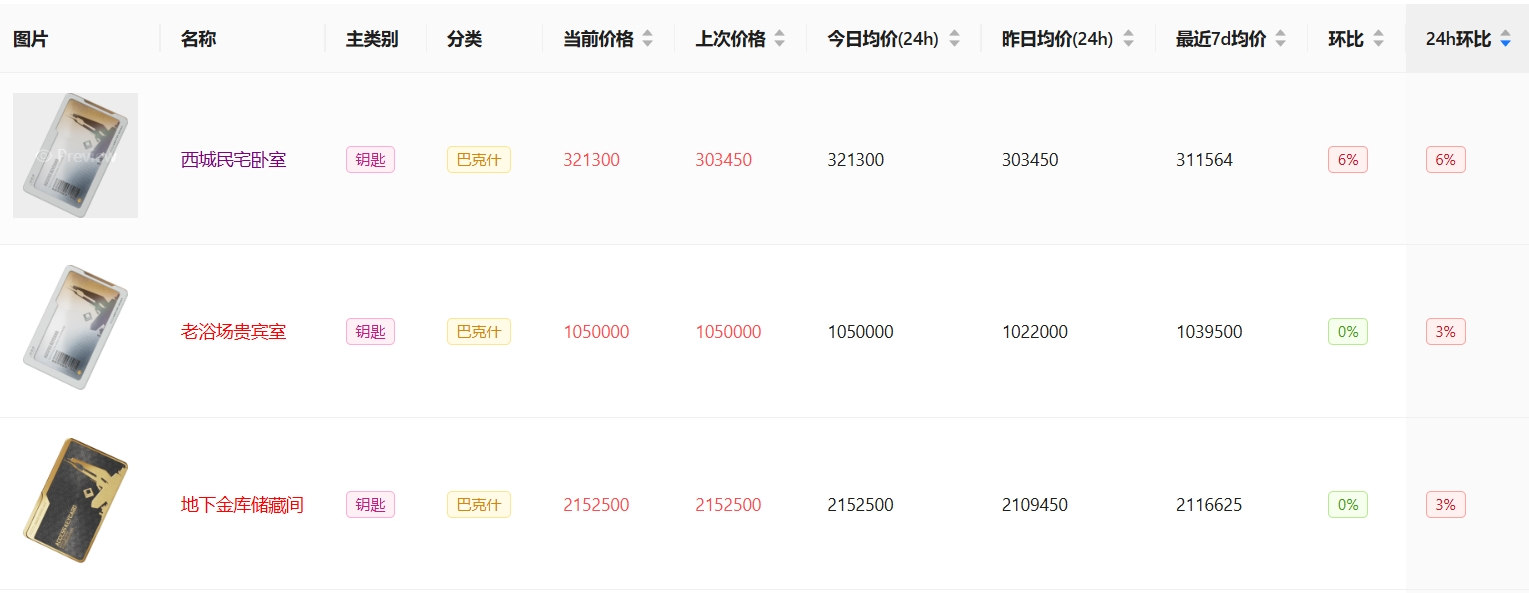 图片 名称 主类别 分类 当前价格 上次价格 今日均价(24h) 昨日均价(24h) 最近7d均价 环比 24h环比
Preview
西城民宅卧室 钥匙 巴克什 321300 303450 321300 303450 311564 6% 6%
老浴场贵宾室 钥匙 巴克什 1050000 1050000 1050000 1022000 1039500 0% 3%
地下金库储藏间 钥匙 巴克什 2152500 2152500 2152500 2109450 2116625 0% 3%